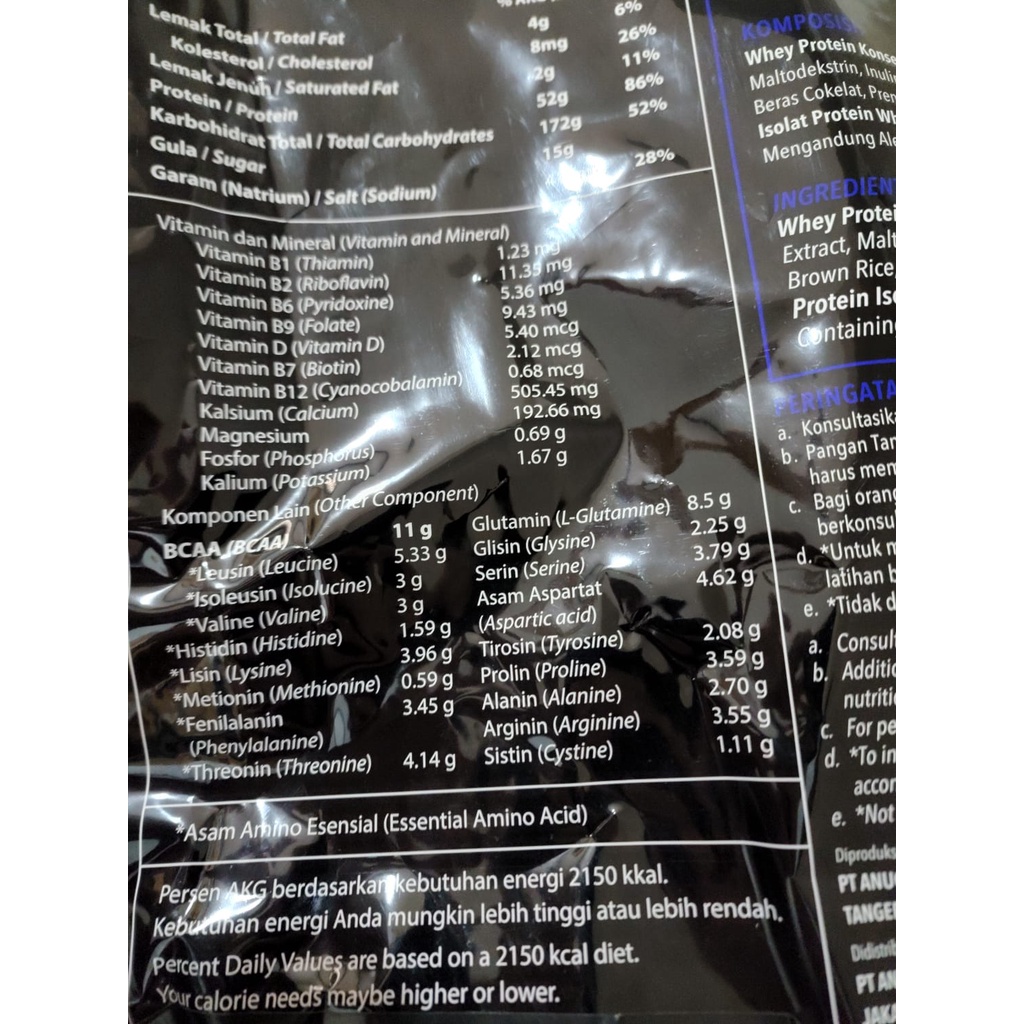 Lemak Total / Total Fat 4g 6%
Kolesterol / Cholesterol 8mg 26%
Lemak Jenuh / Saturated Fat 2g 11%
Protein / Protein 52g 86%
Karbohidrat Total / Total Carbohydrates 172g 52%
Gula / Sugar 15g
Garam (Natrium) / Salt (Sodium) 28%
Vitamin dan Mineral (Vitamin and Mineral)
Vitamin B1 (Thiamin) 1.23 mg
Vitamin B2 (Riboflavin) 11.35 mg
Vitamin B6 (Pyridoxine) 5.36 mg
Vitamin B9 (Folate) 9.43 mg
Vitamin D (Vitamin D) 5.40 mcg
Vitamin B7 (Biotin) 2.12 mcg
Vitamin B12 (Cyanocobalamin) 0.68 mcg
Kalsium (Calcium) 505.45 mg
Magnesium 192.66 mg
Fosfor (Phosphorus) 0.69 g
Kalium (Potassium) 1.67 g
Komponen Lain (Other Component)
BCAA (BCAA) 11 g
*Leusin (Leucine) 5.33 g
*Isoleusin (Isolucine) 3 g
*Valine (Valine) 3 g
*Histidin (Histidine) 1.59 g
*Lisin (Lysine) 3.96 g
*Metionin (Methionine) 0.59 g
*Fenilalanin 3.45 g
(Phenylalanine)
*Threonin (Threonine) 4.14 g
Glutamin (L-Glutamine) 8.5 g
Glisin (Glysine) 2.25 g
Serin (Serine) 3.79 g
Asam Aspartat 4.62 g
(Aspartic acid)
Tirosin (Tyrosine) 2.08 g
Prolin (Proline) 3.59 g
Alanin (Alanine) 2.70 g
Arginin (Arginine) 3.55 g
Sistin (Cystine) 1.11 g
*Asam Amino Esensial (Essential Amino Acid)
Persen AKG berdasarkan kebutuhan energi 2150 kkal.
Kebutuhan energi Anda mungkin lebih tinggi atau lebih rendah.
Percent Daily Values are based on a 2150 kcal diet.
Your calorie needs maybe higher or lower.
KOMPOSIS
Whey Protein Konse
Maltodekstrin, Inulin
Beras Cokelat, Prem
Isolat Protein Wh
Mengandung Ale
INGREDIEN
Whey Protei
Extract, Malt
Brown Rice,
Protein Iso
Containin
PERINGATA
a. Konsultasika
b. Pangan Tan
harus mem
c. Bagi orang
berkonsul
d. *Untuk m
latihan b
e. *Tidak d
a. Consult
b. Additio
nutriti
c. For pe
d. *To in
accor
e. *Not
Diproduks
PT ANU
TANGE
Didistrib
PT AN
JAKA